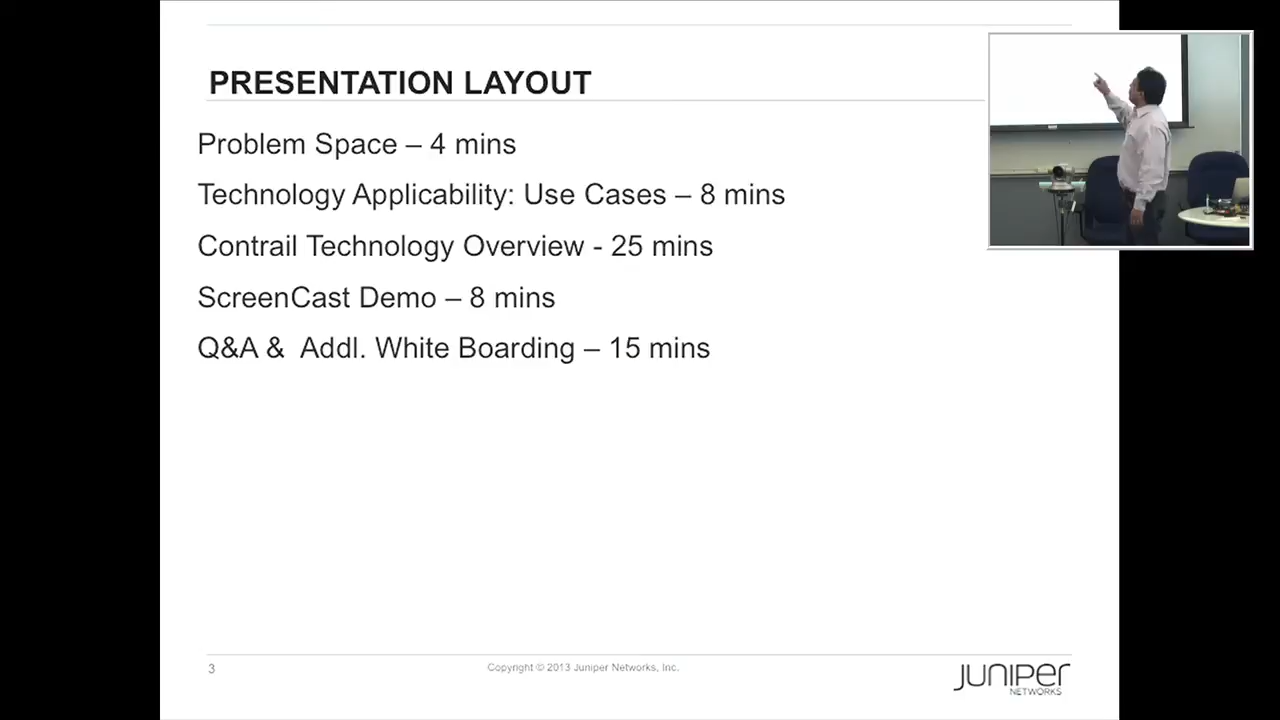 PRESENTATION LAYOUT
Problem Space – 4 mins
Technology Applicability: Use Cases – 8 mins
Contrail Technology Overview - 25 mins
ScreenCast Demo – 8 mins
Q&A &  Addl. White Boarding – 15 mins
3
Copyright © 2013 Juniper Networks, Inc.
JUNIPER
NETWORKS